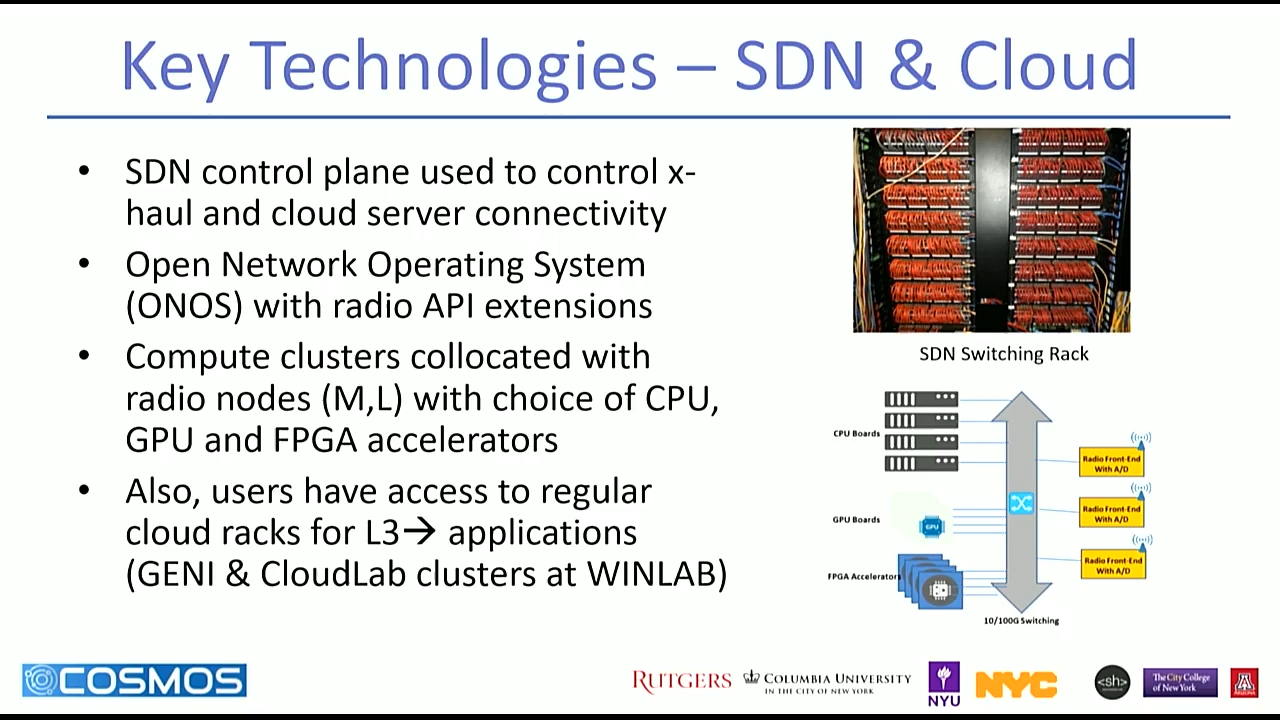 Key Technologies – SDN & Cloud
• SDN control plane used to control x-
haul and cloud server connectivity
• Open Network Operating System
(ONOS) with radio API extensions
• Compute clusters collocated with
radio nodes (M,L) with choice of CPU,
GPU and FPGA accelerators
• Also, users have access to regular
cloud racks for L3→ applications
(GENI & CloudLab clusters at WINLAB)
SDN Switching Rack
CPU Boards
GPU Boards
GPU
FPGA Accelerators
Radio Front-End
With A/D
Radio Front-End
With A/D
Radio Front-End
With A/D
10/100G Switching
COSMOS
RUTGERS
COLUMBIA UNIVERSITY
IN THE CITY OF NEW YORK
NYU
NYC
<sh>
The City College
of New York
ARIZONA